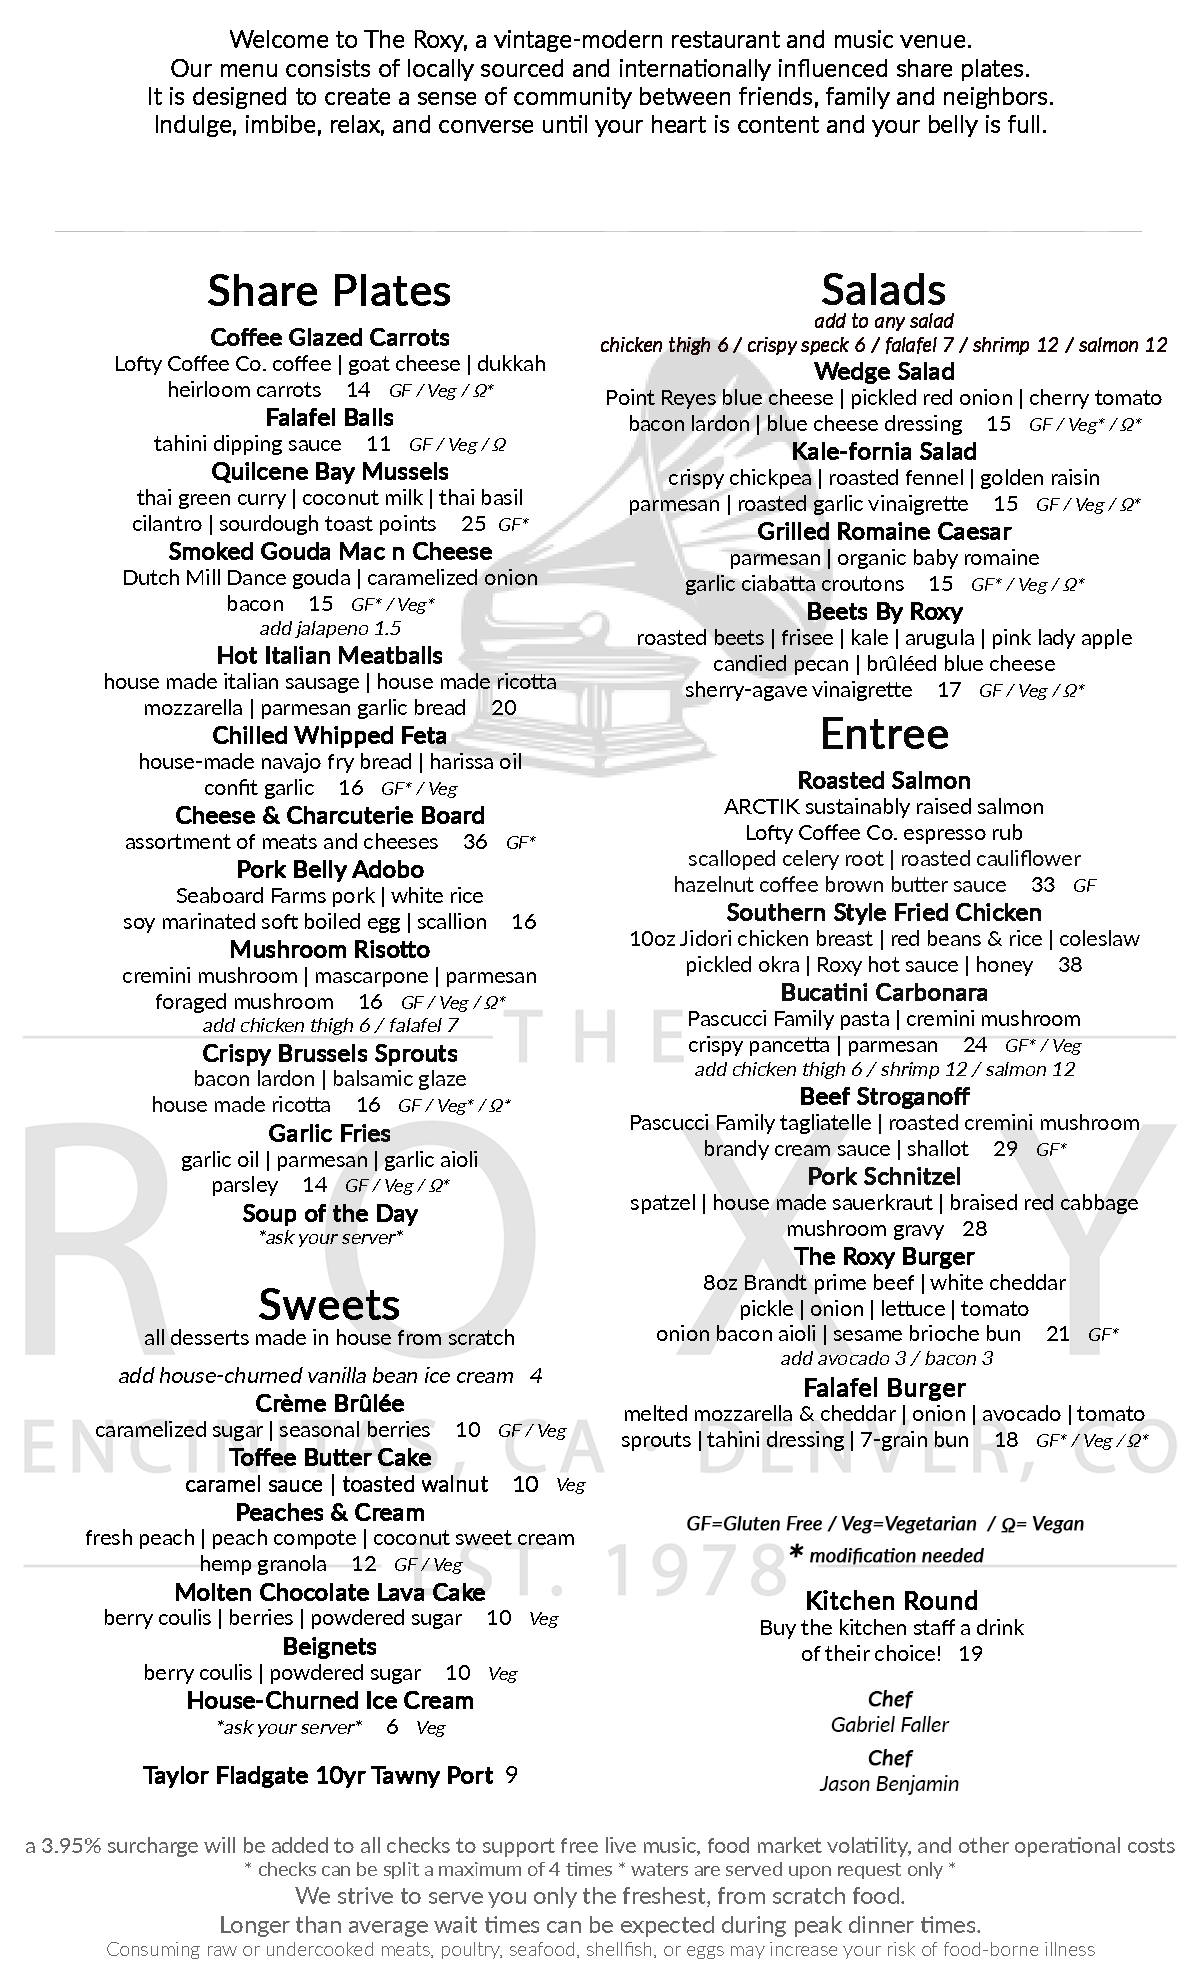 Welcome to The Roxy, a vintage-modern restaurant and music venue.
Our menu consists of locally sourced and internationally influenced share plates.
It is designed to create a sense of community between friends, family and neighbors.
Indulge, imbibe, relax, and converse until your heart is content and your belly is full.
Share Plates
Coffee Glazed Carrots
Lofty Coffee Co. coffee | goat cheese | dukkah
heirloom carrots 14 GF / Veg / Ω*
Falafel Balls
tahini dipping sauce 11 GF / Veg / Ω
Quilcene Bay Mussels
thai green curry | coconut milk | thai basil
cilantro | sourdough toast points 25 GF*
Smoked Gouda Mac n Cheese
Dutch Mill Dance gouda | caramelized onion
bacon 15 GF* / Veg*
add jalapeno 1.5
Hot Italian Meatballs
house made italian sausage | house made ricotta
mozzarella | parmesan garlic bread 20
Chilled Whipped Feta
house-made navajo fry bread | harissa oil
confit garlic 16 GF* / Veg
Cheese & Charcuterie Board
assortment of meats and cheeses 36 GF*
Pork Belly Adobo
Seaboard Farms pork | white rice
soy marinated soft boiled egg | scallion 16
Mushroom Risotto
cremini mushroom | mascarpone | parmesan
foraged mushroom 16 GF / Veg / Ω*
add chicken thigh 6 / falafel 7
Crispy Brussels Sprouts
bacon lardon | balsamic glaze
house made ricotta 16 GF / Veg* / Ω*
Garlic Fries
garlic oil | parmesan | garlic aioli
parsley 14 GF / Veg / Ω*
Soup of the Day
*ask your server*
Sweets
all desserts made in house from scratch
add house-churned vanilla bean ice cream 4
Crème Brûlée
caramelized sugar | seasonal berries 10 GF / Veg
Toffee Butter Cake
caramel sauce | toasted walnut 10 Veg
Peaches & Cream
fresh peach | peach compote | coconut sweet cream
hemp granola 12 GF / Veg
Molten Chocolate Lava Cake
berry coulis | berries | powdered sugar 10 Veg
Beignets
berry coulis | powdered sugar 10 Veg
House-Churned Ice Cream
*ask your server* 6 Veg
Taylor Fladgate 10yr Tawny Port 9
Salads
add to any salad
chicken thigh 6 / crispy speck 6 / falafel 7 / shrimp 12 / salmon 12
Wedge Salad
Point Reyes blue cheese | pickled red onion | cherry tomato
bacon lardon | blue cheese dressing 15 GF / Veg* / Ω*
Kale-fornia Salad
crispy chickpea | roasted fennel | golden raisin
parmesan | roasted garlic vinaigrette 15 GF / Veg / Ω*
Grilled Romaine Caesar
parmesan | organic baby romaine
garlic ciabatta croutons 15 GF* / Veg / Ω*
Beets By Roxy
roasted beets | frisee | kale | arugula | pink lady apple
candied pecan | brûléed blue cheese
sherry-agave vinaigrette 17 GF / Veg / Ω*
Entree
Roasted Salmon
ARCTIK sustainably raised salmon
Lofty Coffee Co. espresso rub
scalloped celery root | roasted cauliflower
hazelnut coffee brown butter sauce 33 GF
Southern Style Fried Chicken
10oz Jidori chicken breast | red beans & rice | coleslaw
pickled okra | Roxy hot sauce | honey 38
Bucatini Carbonara
Pascucci Family pasta | cremini mushroom
crispy pancetta | parmesan 24 GF* / Veg
add chicken thigh 6 / shrimp 12 / salmon 12
Beef Stroganoff
Pascucci Family tagliatelle | roasted cremini mushroom
brandy cream sauce | shallot 29 GF*
Pork Schnitzel
spatzel | house made sauerkraut | braised red cabbage
mushroom gravy 28
The Roxy Burger
8oz Brandt prime beef | white cheddar
pickle | onion | lettuce | tomato
onion bacon aioli | sesame brioche bun 21 GF*
add avocado 3 / bacon 3
Falafel Burger
melted mozzarella & cheddar | onion | avocado | tomato
sprouts | tahini dressing | 7-grain bun 18 GF* / Veg / Ω*
GF=Gluten Free / Veg=Vegetarian / Ω= Vegan
* modification needed
Kitchen Round
Buy the kitchen staff a drink
of their choice! 19
Chef
Gabriel Faller
Chef
Jason Benjamin
THE
ROXY
ENCINITAS, CA · DENVER, CO
EST. 1978
a 3.95% surcharge will be added to all checks to support free live music, food market volatility, and other operational costs
* checks can be split a maximum of 4 times * waters are served upon request only *
We strive to serve you only the freshest, from scratch food.
Longer than average wait times can be expected during peak dinner times.
Consuming raw or undercooked meats, poultry, seafood, shellfish, or eggs may increase your risk of food-borne illness